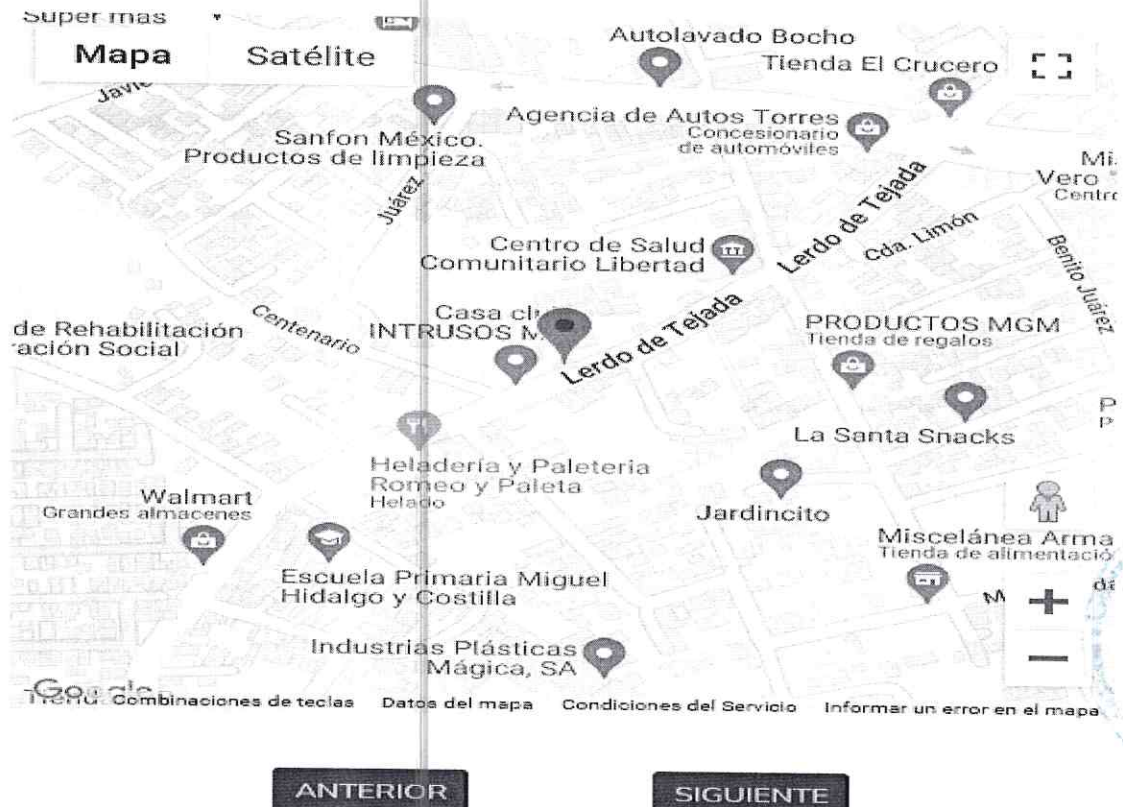 Super mas
Mapa
Satélite
Autolavado Bocho
Tienda El Crucero
Agencia de Autos Torres
Concesionario
de automóviles
Sanfon México.
Productos de limpieza
Juárez
Lerdo de Tejada
Cda. Limón
Benito Juárez
Centro de Salud
Comunitario Libertad
Centenario
de Rehabilitación
ración Social
Casa
INTRUSOS
Lerdo de Tejada
PRODUCTOS MGM
Tienda de regalos
La Santa Snacks
Heladería y Paleteria
Romeo y Paleta
Helado
Walmart
Grandes almacenes
Jardincito
Miscelánea Arma
Tienda de alimentació
Escuela Primaria Miguel
Hidalgo y Costilla
Industrias Plásticas
Mágica, SA
Google
Combinaciones de teclas Datos del mapa Condiciones del Servicio Informar un error en el mapa
ANTERIOR
SIGUIENTE